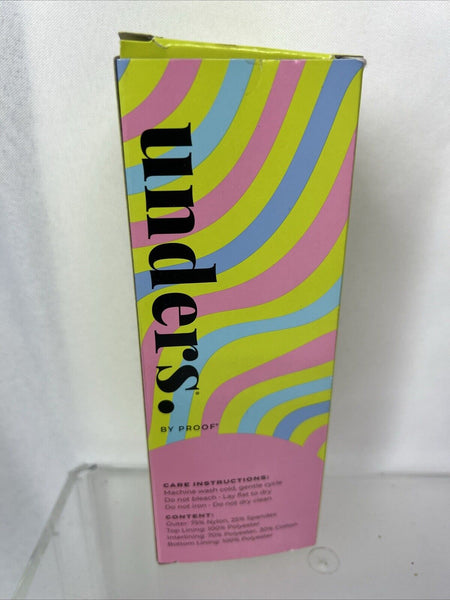 unders.®
BY PROOF®
CARE INSTRUCTIONS:
Machine wash cold, gentle cycle
Do not bleach - Lay flat to dry
Do not iron - Do not dry clean
CONTENT:
Outer: 75% Nylon, 25% Spandex
Top Lining: 100% Polyester
Interlining: 70% Polyester, 30% Cotton
Bottom Lining: 100% Polyester